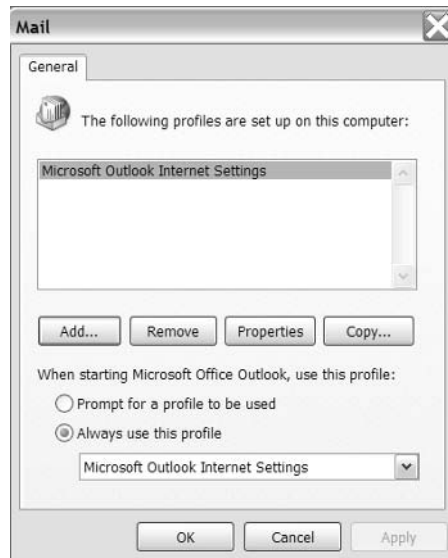 Mail
General
The following profiles are set up on this computer:
Microsoft Outlook Internet Settings
Add... Remove Properties Copy...
When starting Microsoft Office Outlook, use this profile:
Prompt for a profile to be used
Always use this profile
Microsoft Outlook Internet Settings
OK Cancel Apply